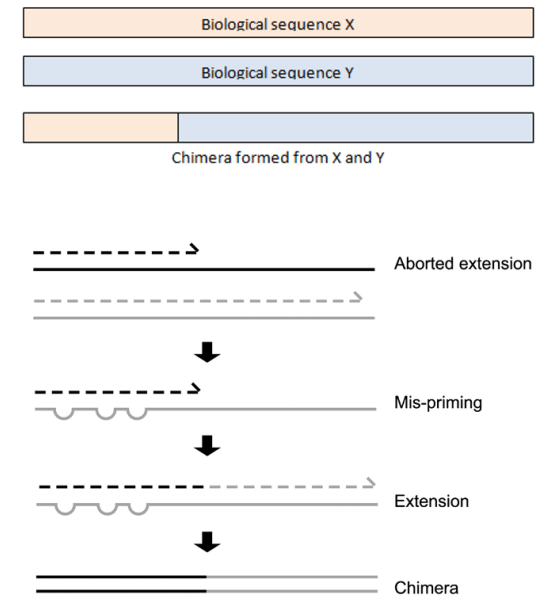 Biological sequence X
Biological sequence Y
Chimera formed from X and Y
Aborted extension
Mis-priming
Extension
Chimera